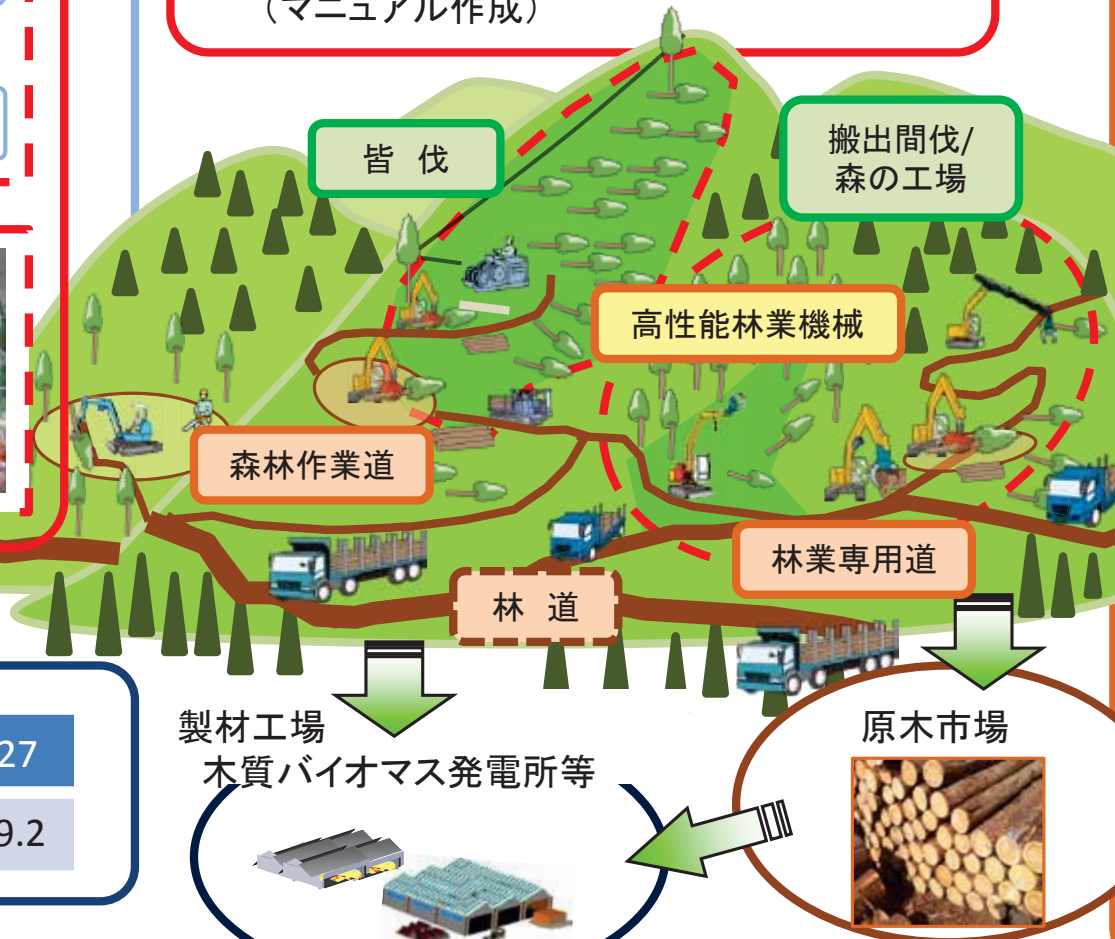 （マニュアル作成）
皆 伐
搬出間伐/
森の工場
高性能林業機械
森林作業道
林業専用道
林 道
製材工場
木質バイオマス発電所等
原木市場
27
9.2